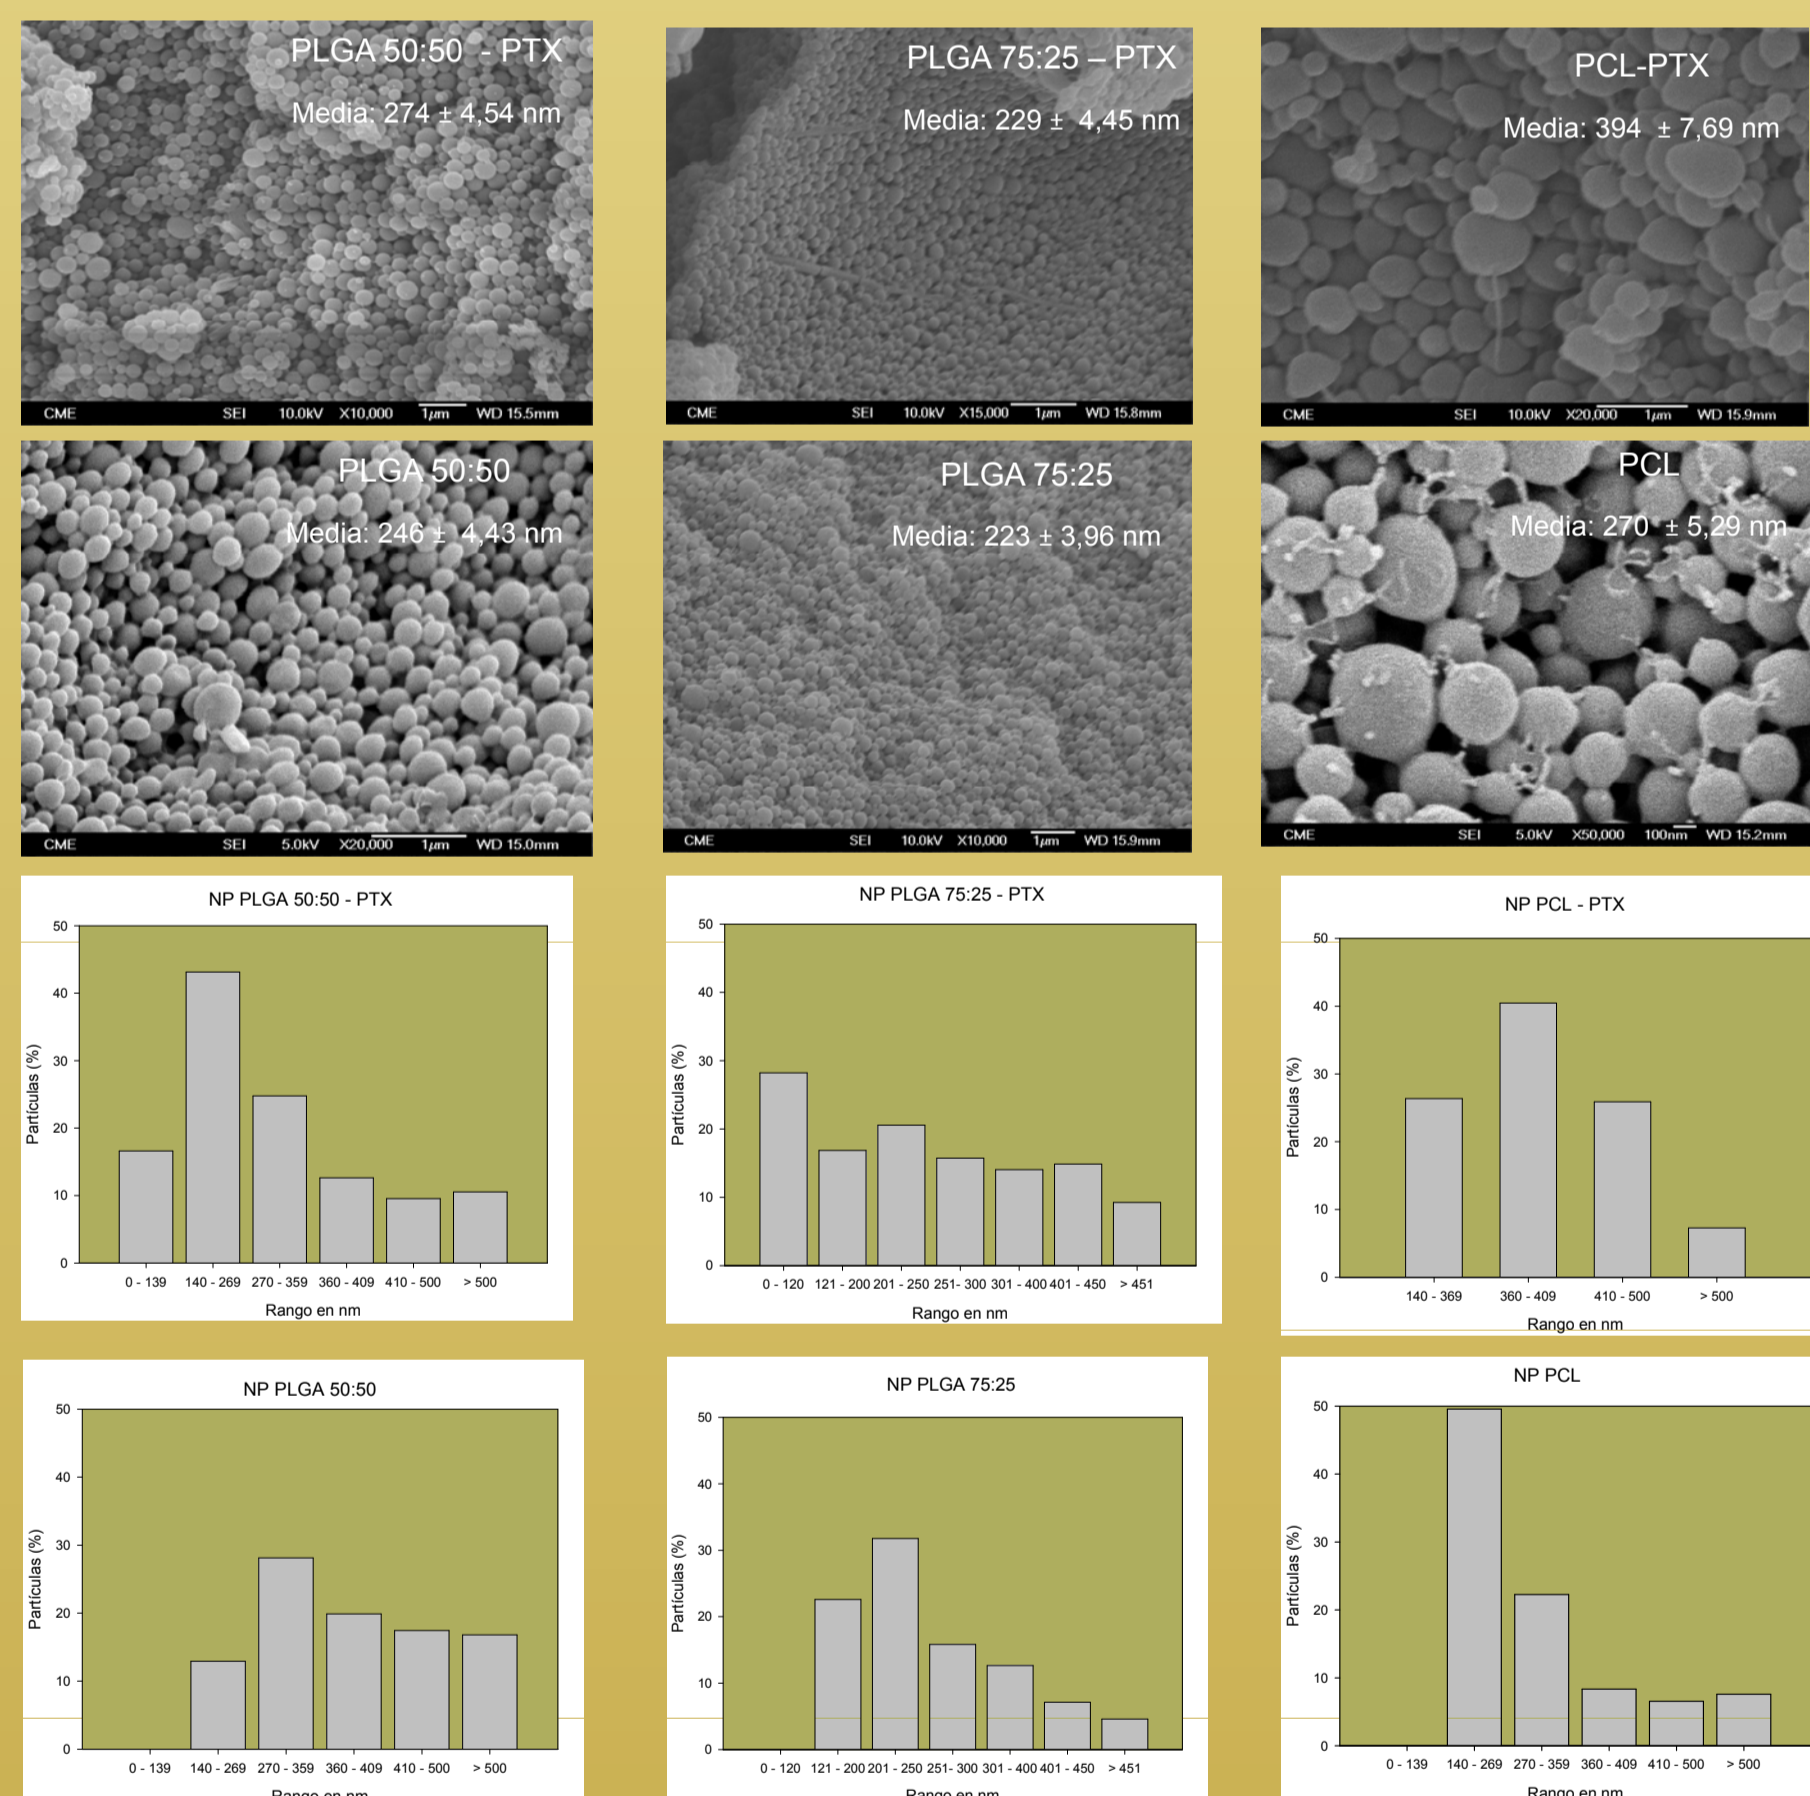 PLGA 50:50 - PTX
Media: 274 ± 4,54 nm
CME SEI 10.0kV X10,000 1µm WD 15.5mm
PLGA 75:25 – PTX
Media: 229 ± 4,45 nm
CME SEI 10.0kV X15,000 1µm WD 15.8mm
PCL-PTX
Media: 394 ± 7,69 nm
CME SEI 10.0kV X20,000 1µm WD 15.9mm
PLGA 50:50
Media: 246 ± 4,43 nm
CME SEI 5.0kV X20,000 1µm WD 15.0mm
PLGA 75:25
Media: 223 ± 3,96 nm
CME SEI 10.0kV X10,000 1µm WD 15.9mm
PCL
Media: 270 ± 5,29 nm
CME SEI 5.0kV X50,000 100nm WD 15.2mm
NP PLGA 50:50 - PTX
Partículas (%)
50
40
30
20
10
0
0 - 139 140 - 269 270 - 359 360 - 409 410 - 500 > 500
Rango en nm
NP PLGA 75:25 - PTX
Partículas (%)
50
40
30
20
10
0
0 - 120 121 - 200 201 - 250 251- 300 301 - 400 401 - 450 > 451
Rango en nm
NP PCL - PTX
Partículas (%)
50
40
30
20
10
0
140 - 369 360 - 409 410 - 500 > 500
Rango en nm
NP PLGA 50:50
Partículas (%)
50
40
30
20
10
0
0 - 139 140 - 269 270 - 359 360 - 409 410 - 500 > 500
Rango en nm
NP PLGA 75:25
Partículas (%)
50
40
30
20
10
0
0 - 120 121 - 200 201 - 250 251- 300 301 - 400 401 - 450 > 451
Rango en nm
NP PCL
Partículas (%)
50
40
30
20
10
0
0 - 139 140 - 269 270 - 359 360 - 409 410 - 500 > 500
Rango en nm